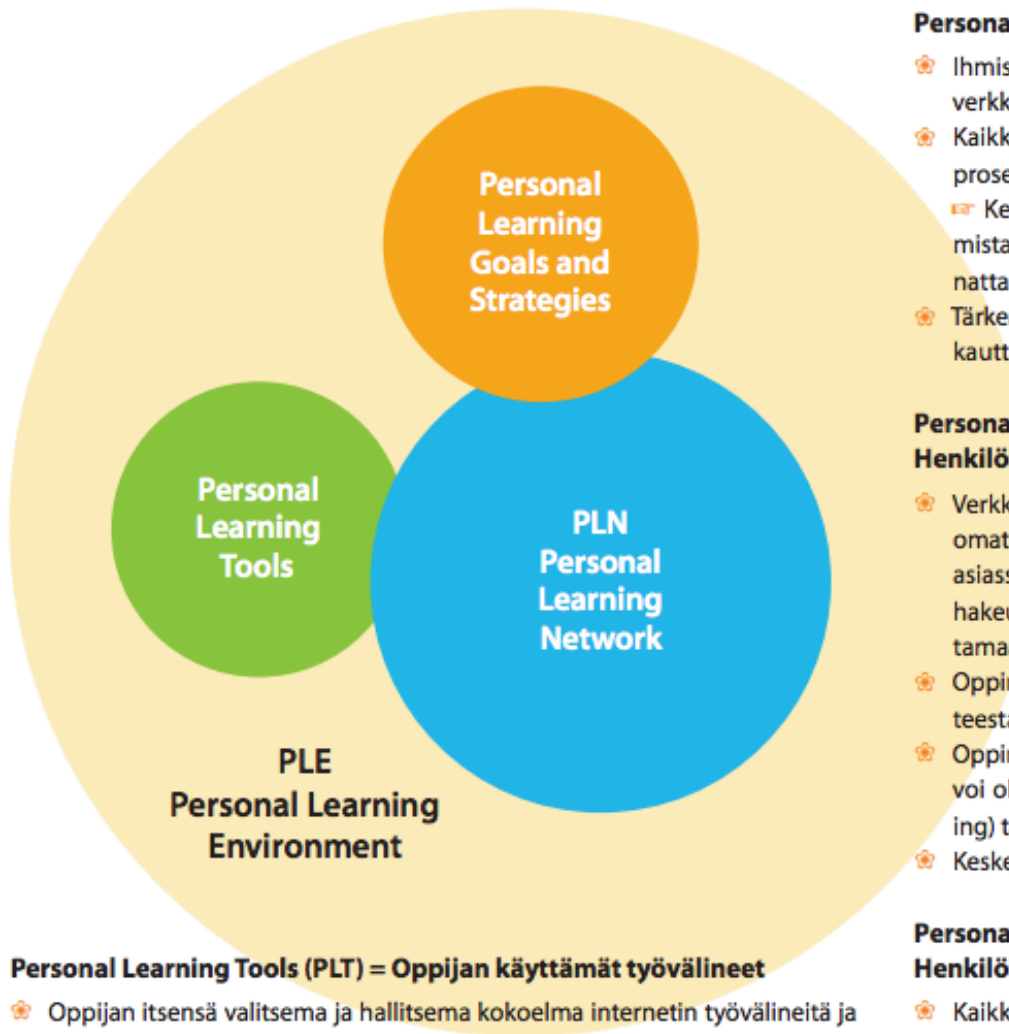 Personal
Learning
Goals and
Strategies
Personal
Learning
Tools
PLN
Personal
Learning
Network
PLE
Personal Learning
Environment
Personal Learning Tools (PLT) = Oppijan käyttämät työvälineet
Oppijan itsensä valitsema ja hallitsema kokoelma internetin työvälineitä ja
Persona
Ihmis
verkk
Kaikk
prose
Ke
mista
natta
Tärke
kautt
Persona
Henkilö
Verkk
omat
asiass
hakeu
tama
Oppi
teest
Oppi
voi ol
ing) t
Keske
Persona
Henkilö
Kaikk